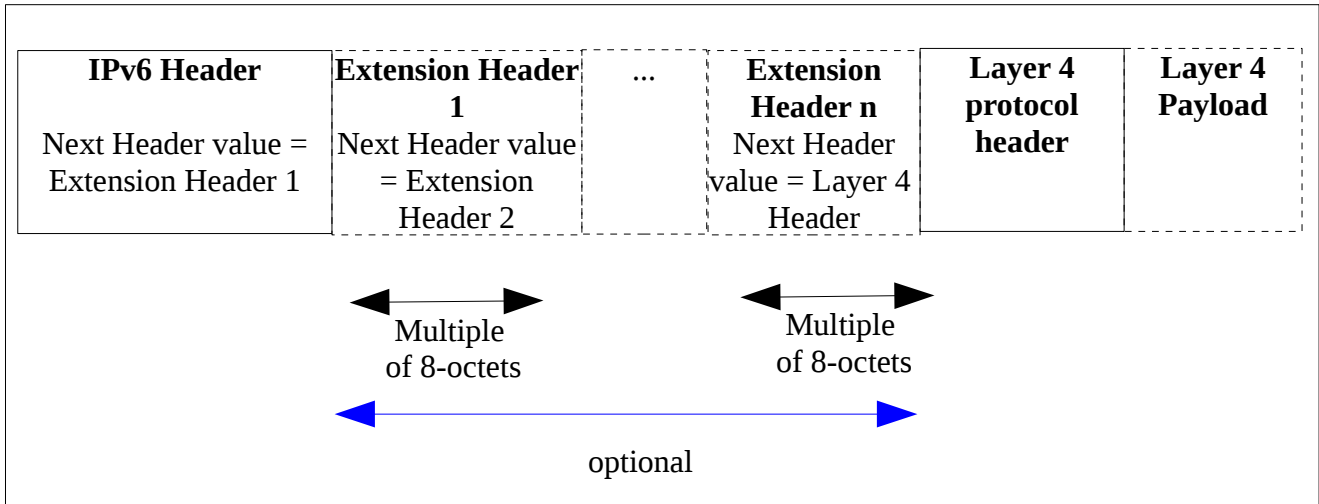 IPv6 Header
Next Header value =
Extension Header 1
Extension Header
1
Next Header value
= Extension
Header 2
...
Extension
Header n
Next Header
value = Layer 4
Header
Layer 4
protocol
header
Layer 4
Payload
Multiple
of 8-octets
Multiple
of 8-octets
optional